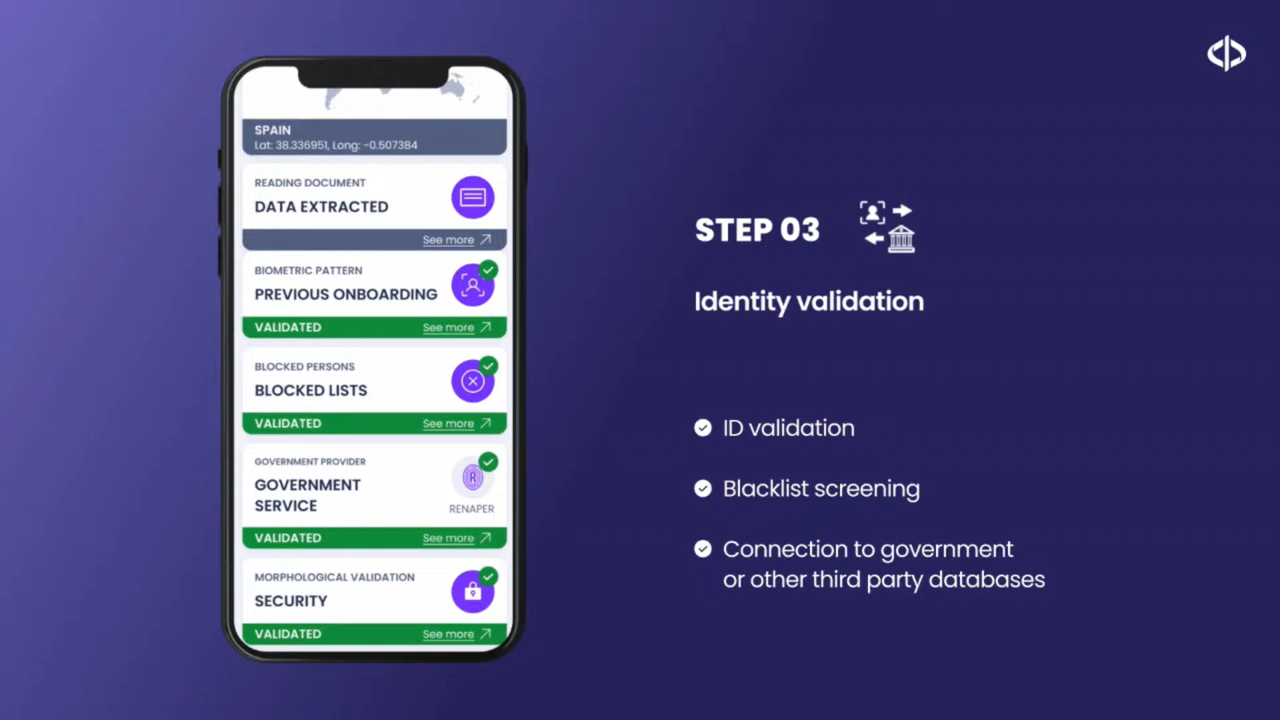 SPAIN
Lat: 38.336951, Long: -0.507384
READING DOCUMENT
DATA EXTRACTED
See more
BIOMETRIC PATTERN
PREVIOUS ONBOARDING
VALIDATED See more
BLOCKED PERSONS
BLOCKED LISTS
VALIDATED See more
GOVERNMENT PROVIDER
GOVERNMENT
SERVICE
R
RENAPER
VALIDATED See more
MORPHOLOGICAL VALIDATION
SECURITY
VALIDATED See more
STEP 03
Identity validation
ID validation
Blacklist screening
Connection to government
or other third party databases